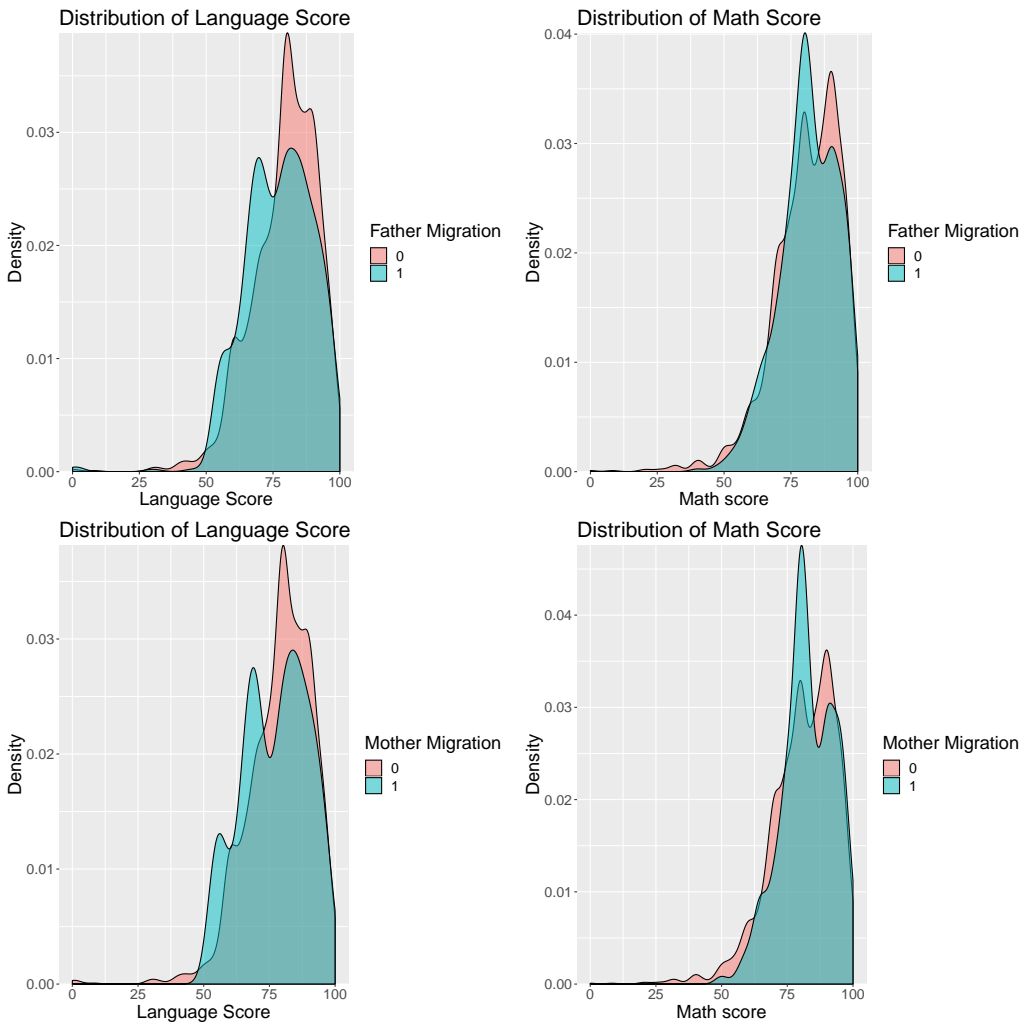 Distribution of Language Score
0.03
0.02
0.01
0.00
Density
0
25
50
75
100
Language Score
Father Migration
0
1
Distribution of Math Score
0.04
0.03
0.02
0.01
0.00
Density
0
25
50
75
100
Math score
Father Migration
0
1
Distribution of Language Score
0.03
0.02
0.01
0.00
Density
0
25
50
75
100
Language Score
Mother Migration
0
1
Distribution of Math Score
0.04
0.03
0.02
0.01
0.00
Density
0
25
50
75
100
Math score
Mother Migration
0
1